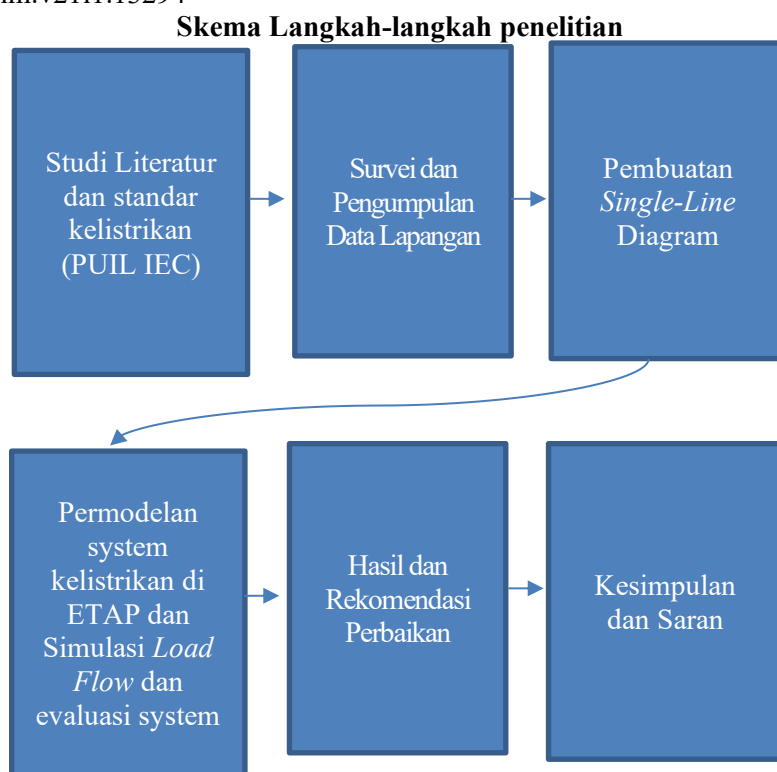 Skema Langkah-langkah penelitian
Studi Literatur
dan standar
kelistrikan
(PUIL IEC)
Survei dan
Pengumpulan
Data Lapangan
Pembuatan
Single-Line
Diagram
Permodelan
system
kelistrikan di
ETAP dan
Simulasi Load
Flow dan
evaluasi system
Hasil dan
Rekomendasi
Perbaikan
Kesimpulan
dan Saran